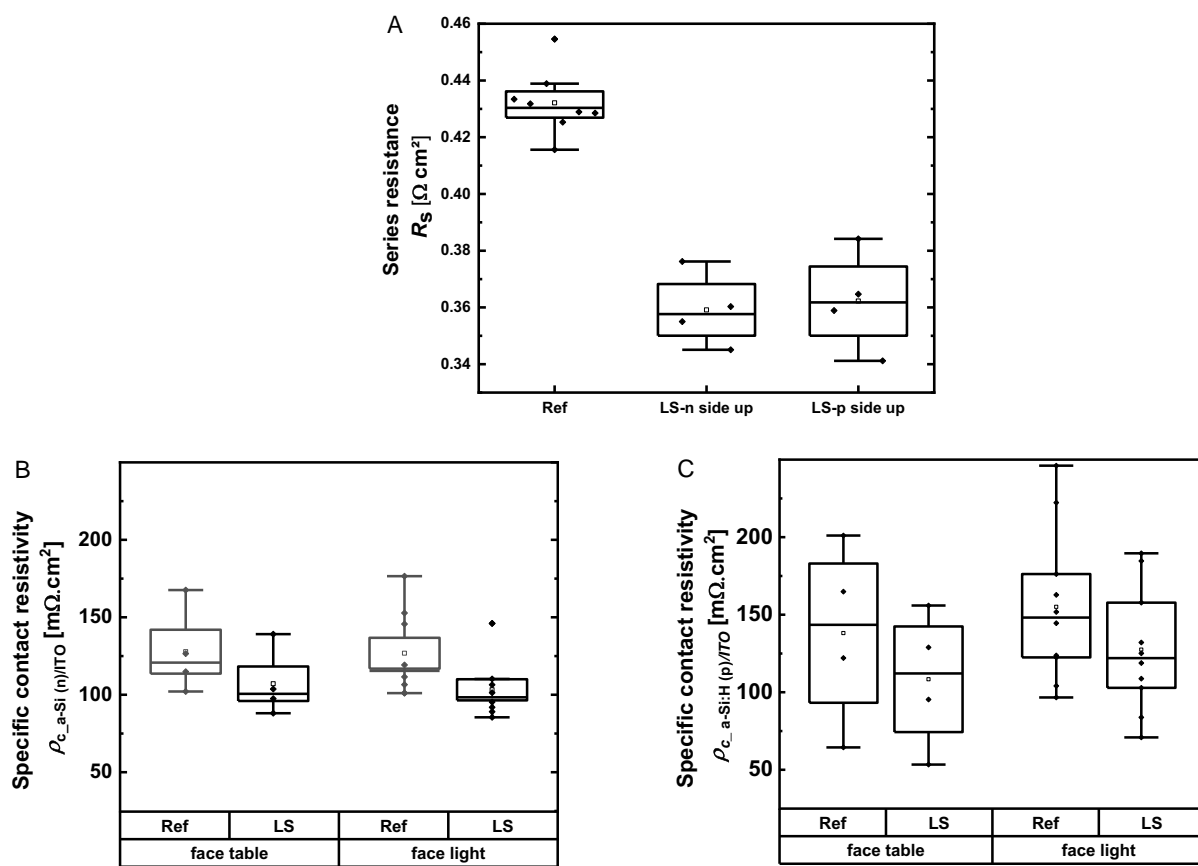 A
Series resistance
R_S [Ω cm²]
0.46
0.44
0.42
0.40
0.38
0.36
0.34
Ref
LS-n side up
LS-p side up
B
Specific contact resistivity
ρ_c_a-Si (n)/ITO [mΩ.cm²]
200
150
100
50
Ref
LS
Ref
LS
face table
face light
C
Specific contact resistivity
ρ_c_ a-Si:H (p)/ITO [mΩ.cm²]
200
150
100
50
Ref
LS
Ref
LS
face table
face light